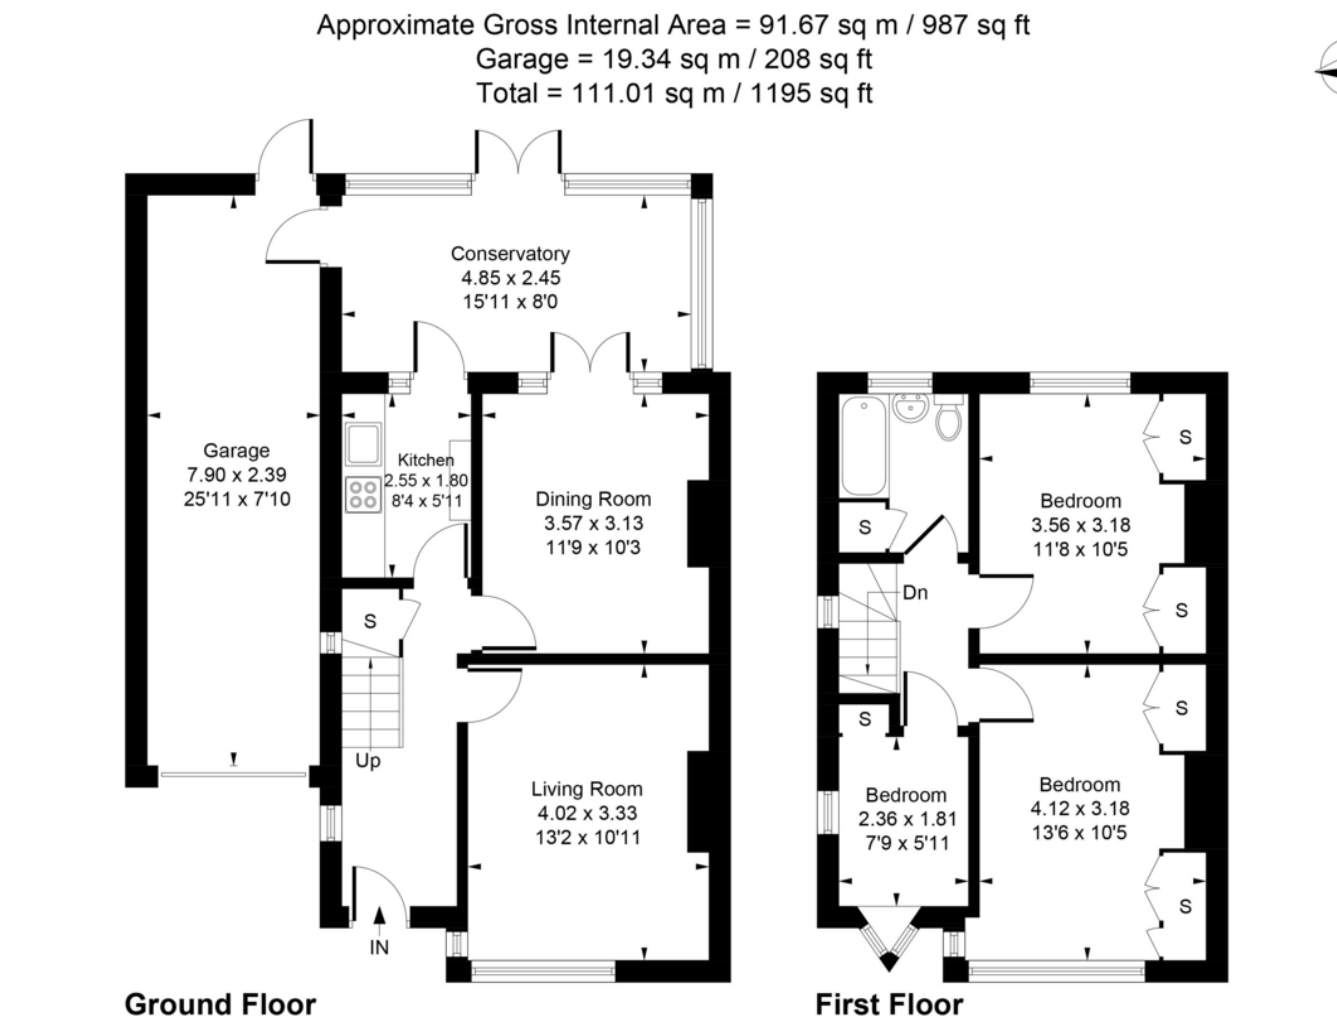 Approximate Gross Internal Area = 91.67 sq m / 987 sq ft
Garage = 19.34 sq m / 208 sq ft
Total = 111.01 sq m / 1195 sq ft
Conservatory
4.85 x 2.45
15'11 x 8'0
Garage
7.90 x 2.39
25'11 x 7'10
Kitchen
2.55 x 1.80
8'4 x 5'11
Dining Room
3.57 x 3.13
11'9 x 10'3
S
Up
Living Room
4.02 x 3.33
13'2 x 10'11
IN
Ground Floor
S
Bedroom
3.56 x 3.18
11'8 x 10'5
S
Dn
S
S
S
Bedroom
4.12 x 3.18
13'6 x 10'5
Bedroom
2.36 x 1.81
7'9 x 5'11
S
First Floor